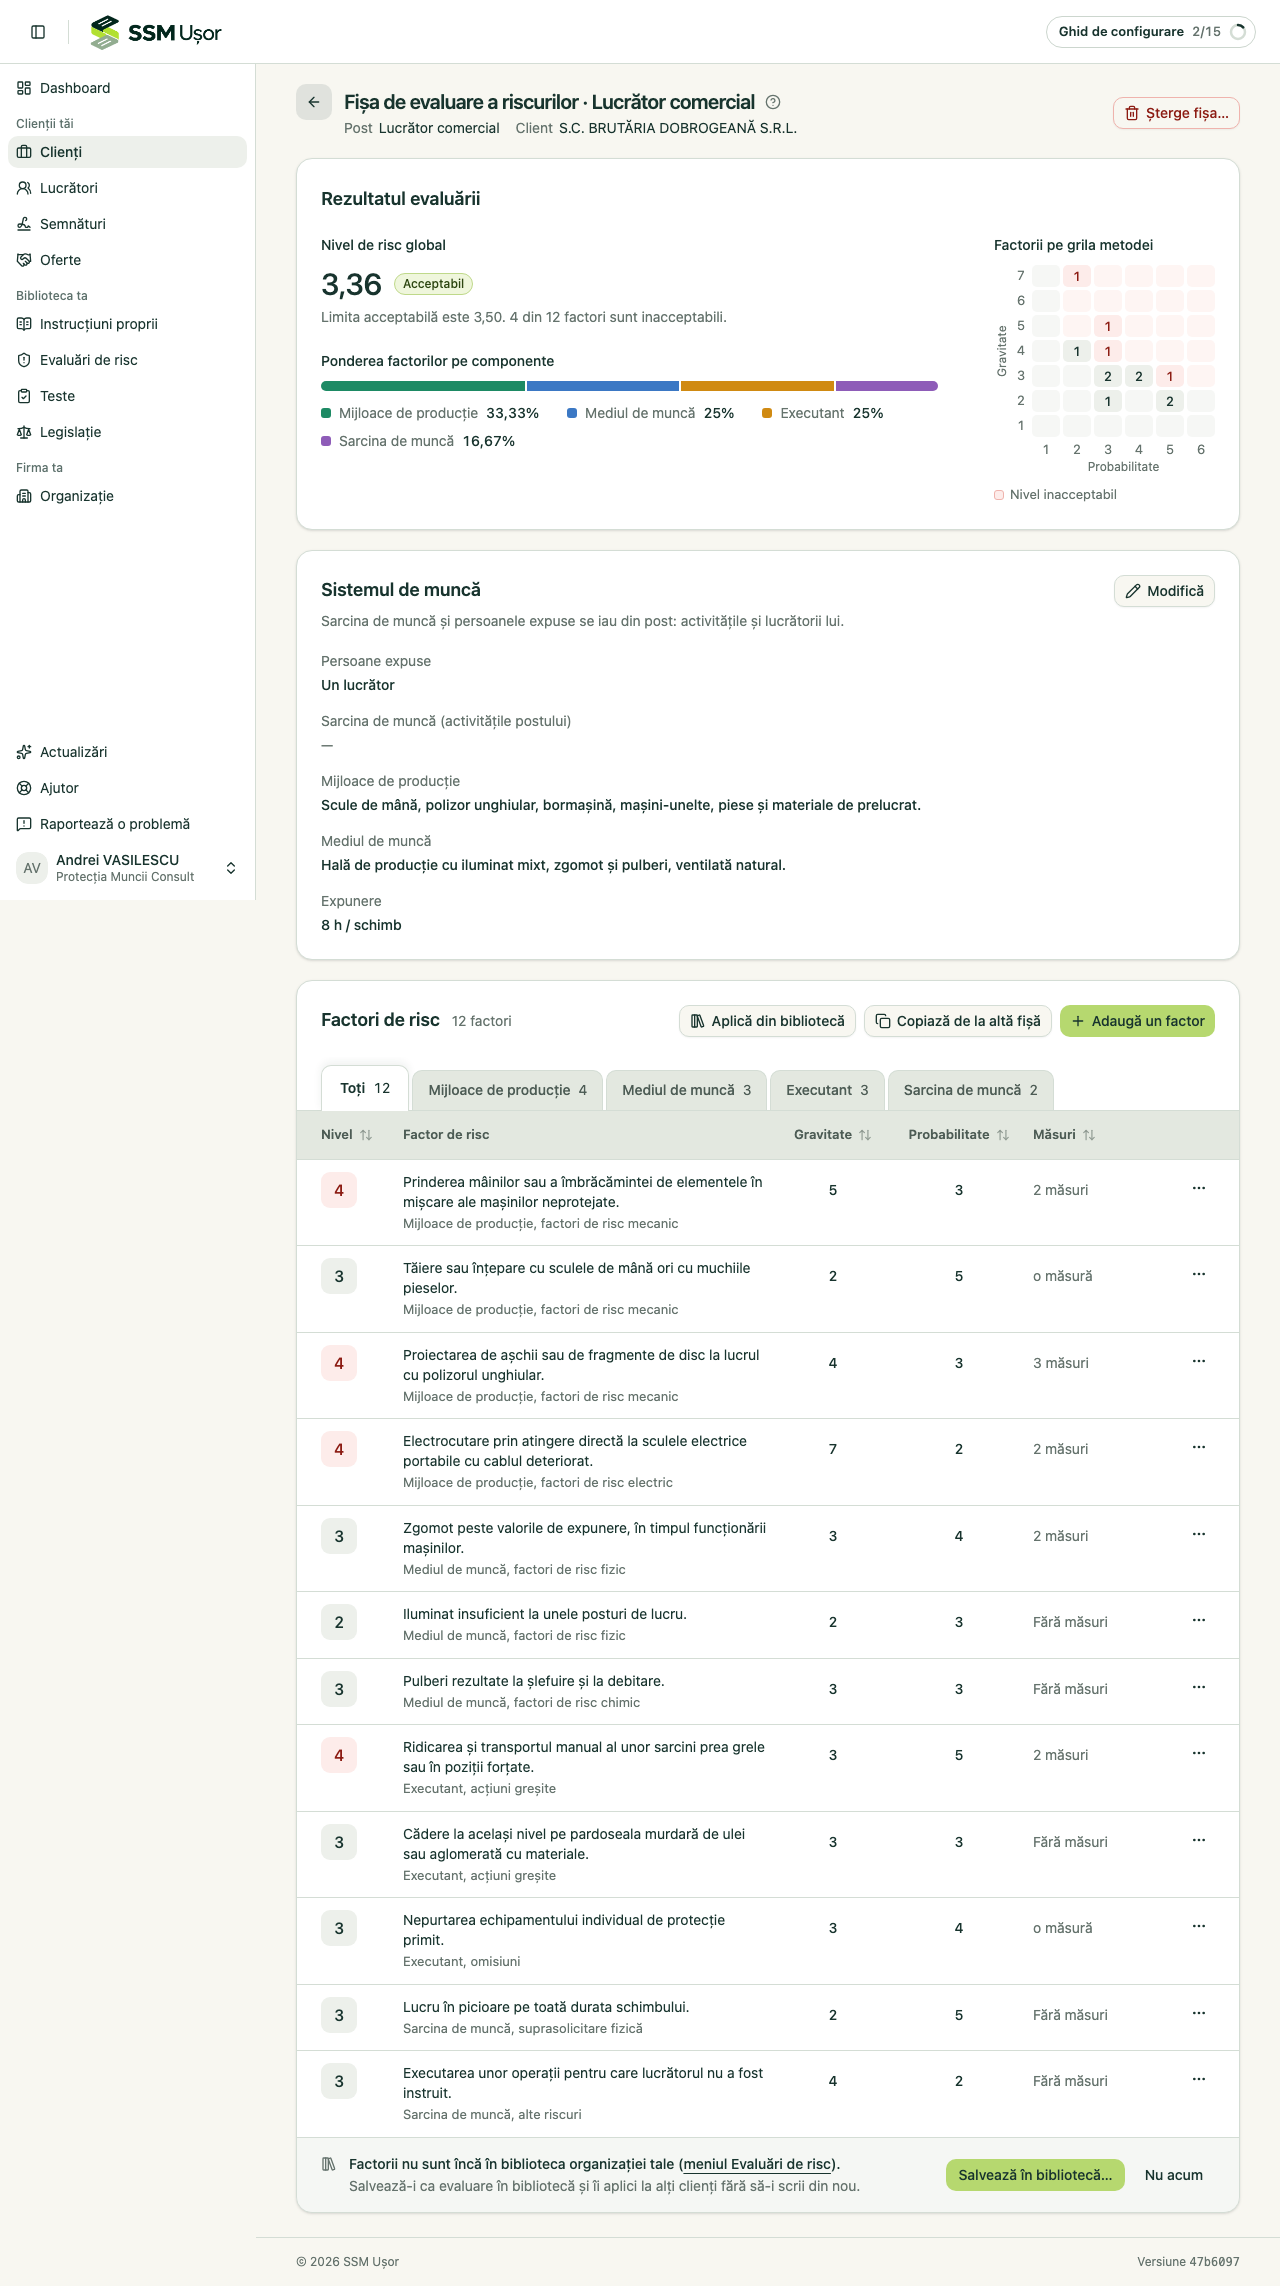 SSM Ușor
Ghid de configurare 2/15
Dashboard
Clienții tăi
Clienți
Lucrători
Semnături
Oferte
Biblioteca ta
Instrucțiuni proprii
Evaluări de risc
Teste
Legislație
Firma ta
Organizație
Actualizări
Ajutor
Raportează o problemă
AV
Andrei VASILESCU
Protecția Muncii Consult
Fișa de evaluare a riscurilor · Lucrător comercial
Post Lucrător comercial Client S.C. BRUTĂRIA DOBROGEANĂ S.R.L.
Șterge fișa...
Rezultatul evaluării
Nivel de risc global
3,36 Acceptabil
Limita acceptabilă este 3,50. 4 din 12 factori sunt inacceptabili.
Ponderea factorilor pe componente
Mijloace de producție 33,33% Mediul de muncă 25% Executant 25%
Sarcina de muncă 16,67%
Factorii pe grila metodei
Gravitate
7 1
6
5 1
4 1 1
3 2 2 1
2 1 2
1
1 2 3 4 5 6
Probabilitate
Nivel inacceptabil
Sistemul de muncă
Modifică
Sarcina de muncă și persoanele expuse se iau din post: activitățile și lucrătorii lui.
Persoane expuse
Un lucrător
Sarcina de muncă (activitățile postului)
—
Mijloace de producție
Scule de mână, polizor unghiular, bormașină, mașini-unelte, piese și materiale de prelucrat.
Mediul de muncă
Hală de producție cu iluminat mixt, zgomot și pulberi, ventilată natural.
Expunere
8 h / schimb
Factori de risc 12 factori
Aplică din bibliotecă
Copiază de la altă fișă
Adaugă un factor
Toți 12
Mijloace de producție 4
Mediul de muncă 3
Executant 3
Sarcina de muncă 2
Nivel Factor de risc Gravitate Probabilitate Măsuri
4 Prinderea mâinilor sau a îmbrăcămintei de elementele în 5 3 2 măsuri
mișcare ale mașinilor neprotejate.
Mijloace de producție, factori de risc mecanic
3 Tăiere sau înțepare cu sculele de mână ori cu muchiile 2 5 o măsură
pieselor.
Mijloace de producție, factori de risc mecanic
4 Proiectarea de așchii sau de fragmente de disc la lucrul 4 3 3 măsuri
cu polizorul unghiular.
Mijloace de producție, factori de risc mecanic
4 Electrocutare prin atingere directă la sculele electrice 7 2 2 măsuri
portabile cu cablul deteriorat.
Mijloace de producție, factori de risc electric
3 Zgomot peste valorile de expunere, în timpul funcționării 3 4 2 măsuri
mașinilor.
Mediul de muncă, factori de risc fizic
2 Iluminat insuficient la unele posturi de lucru. 2 3 Fără măsuri
Mediul de muncă, factori de risc fizic
3 Pulberi rezultate la șlefuire și la debitare. 3 3 Fără măsuri
Mediul de muncă, factori de risc chimic
4 Ridicarea și transportul manual al unor sarcini prea grele 3 5 2 măsuri
sau în poziții forțate.
Executant, acțiuni greșite
3 Cădere la același nivel pe pardoseala murdară de ulei 3 3 Fără măsuri
sau aglomerată cu materiale.
Executant, acțiuni greșite
3 Nepurtarea echipamentului individual de protecție 3 4 o măsură
primit.
Executant, omisiuni
3 Lucru în picioare pe toată durata schimbului. 2 5 Fără măsuri
Sarcina de muncă, suprasolicitare fizică
3 Executarea unor operații pentru care lucrătorul nu a fost 4 2 Fără măsuri
instruit.
Sarcina de muncă, alte riscuri
Factorii nu sunt încă în biblioteca organizației tale (meniul Evaluări de risc).
Salvează-i ca evaluare în bibliotecă și îi aplici la alți clienți fără să-i scrii din nou.
Salvează în bibliotecă...
Nu acum
© 2026 SSM Ușor
Versiune 47b6097